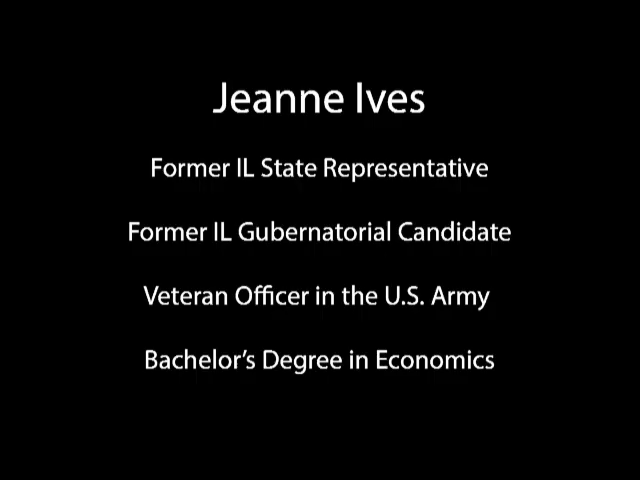 Jeanne Ives
Former IL State Representative
Former IL Gubernatorial Candidate
Veteran Officer in the U.S. Army
Bachelor’s Degree in Economics